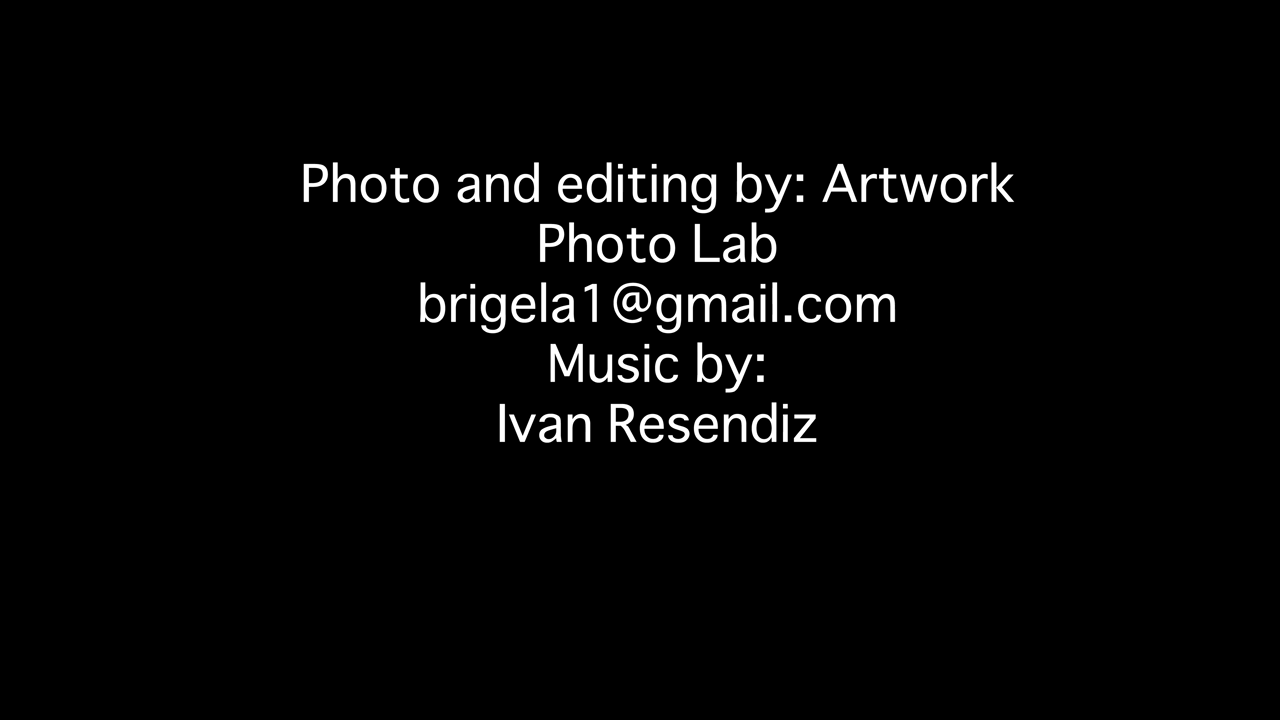 Photo and editing by: Artwork
Photo Lab
brigela1@gmail.com
Music by:
Ivan Resendiz